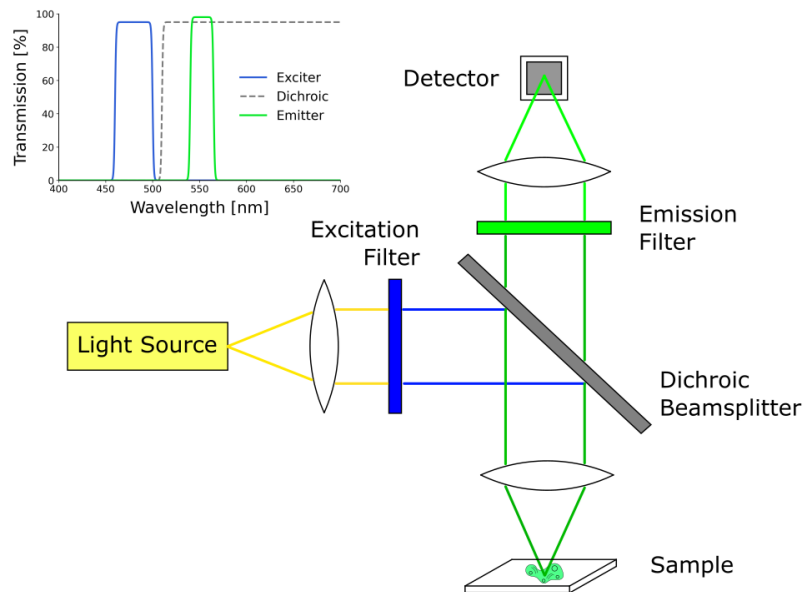 Transmission [%]
100
80
60
40
20
0
400
450
500
550
600
650
700
Wavelength [nm]
Exciter
Dichroic
Emitter
Detector
Emission
Filter
Excitation
Filter
Light Source
Dichroic
Beamsplitter
Sample